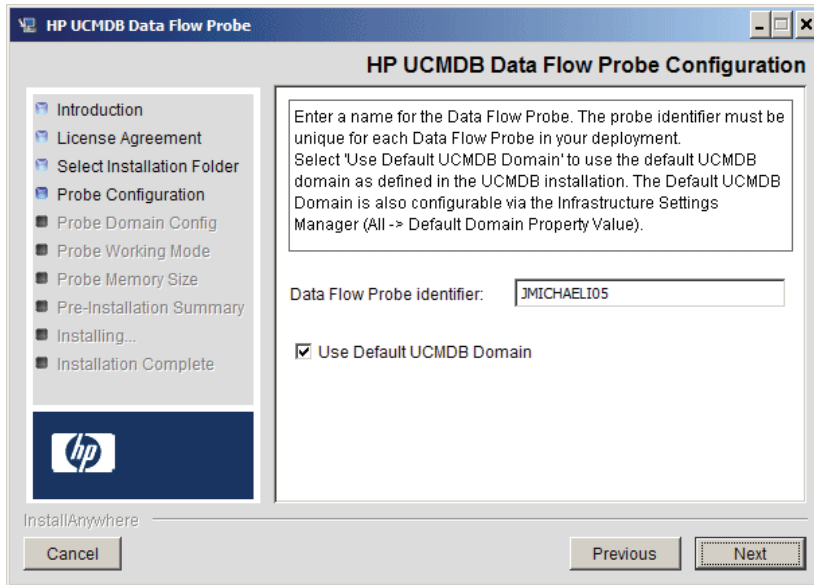 HP UCMDB Data Flow Probe
HP UCMDB Data Flow Probe Configuration
Introduction
License Agreement
Select Installation Folder
Probe Configuration
Probe Domain Config
Probe Working Mode
Probe Memory Size
Pre-Installation Summary
Installing...
Installation Complete
hp
Enter a name for the Data Flow Probe. The probe identifier must be
unique for each Data Flow Probe in your deployment.
Select 'Use Default UCMDB Domain' to use the default UCMDB
domain as defined in the UCMDB installation. The Default UCMDB
Domain is also configurable via the Infrastructure Settings
Manager (All -> Default Domain Property Value).
Data Flow Probe identifier: JMICHAELI05
Use Default UCMDB Domain
InstallAnywhere
Cancel Previous Next